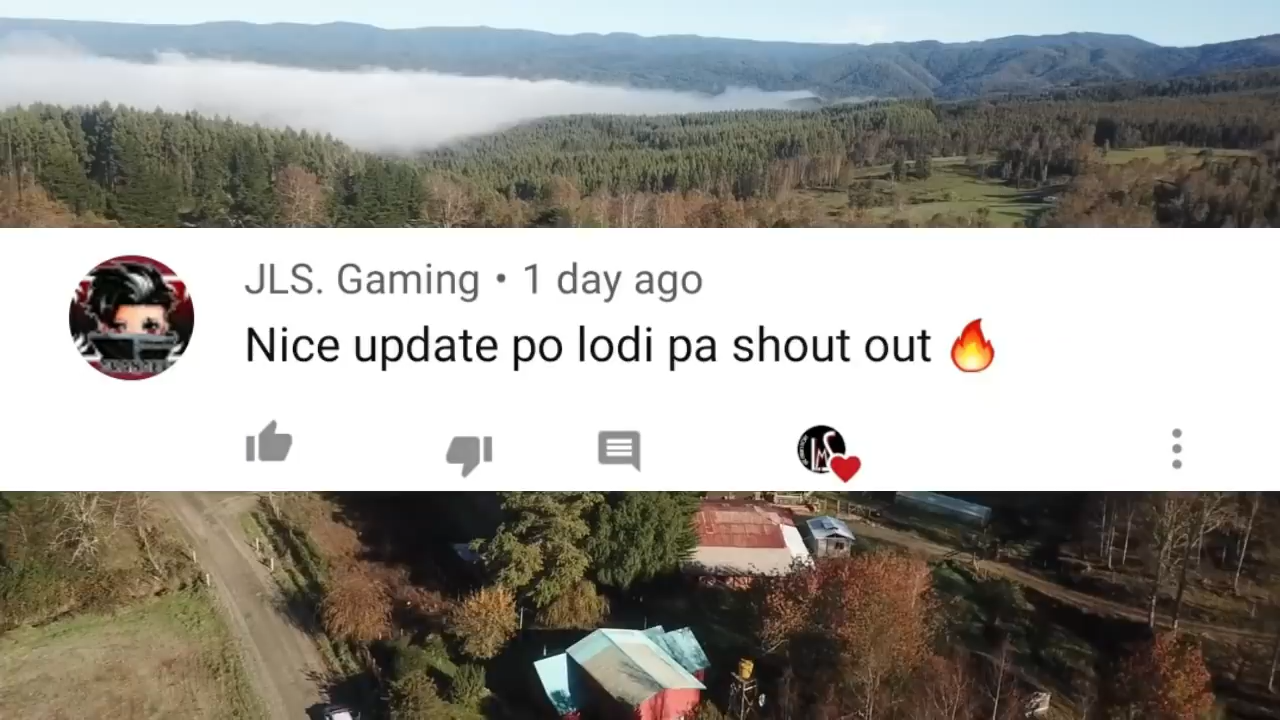 JLS. Gaming • 1 day ago
Nice update po lodi pa shout out 🔥